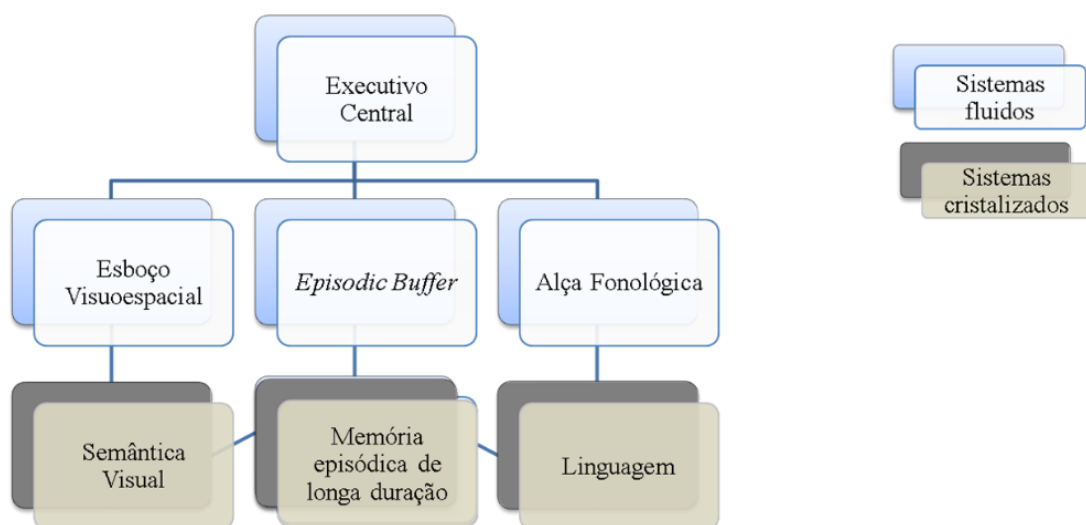 Executivo
Central
Sistemas
fluidos
Sistemas
cristalizados
Esboço
Visuoespacial
Episodic Buffer
Alça Fonológica
Semântica
Visual
Memória
episódica de
longa duração
Linguagem